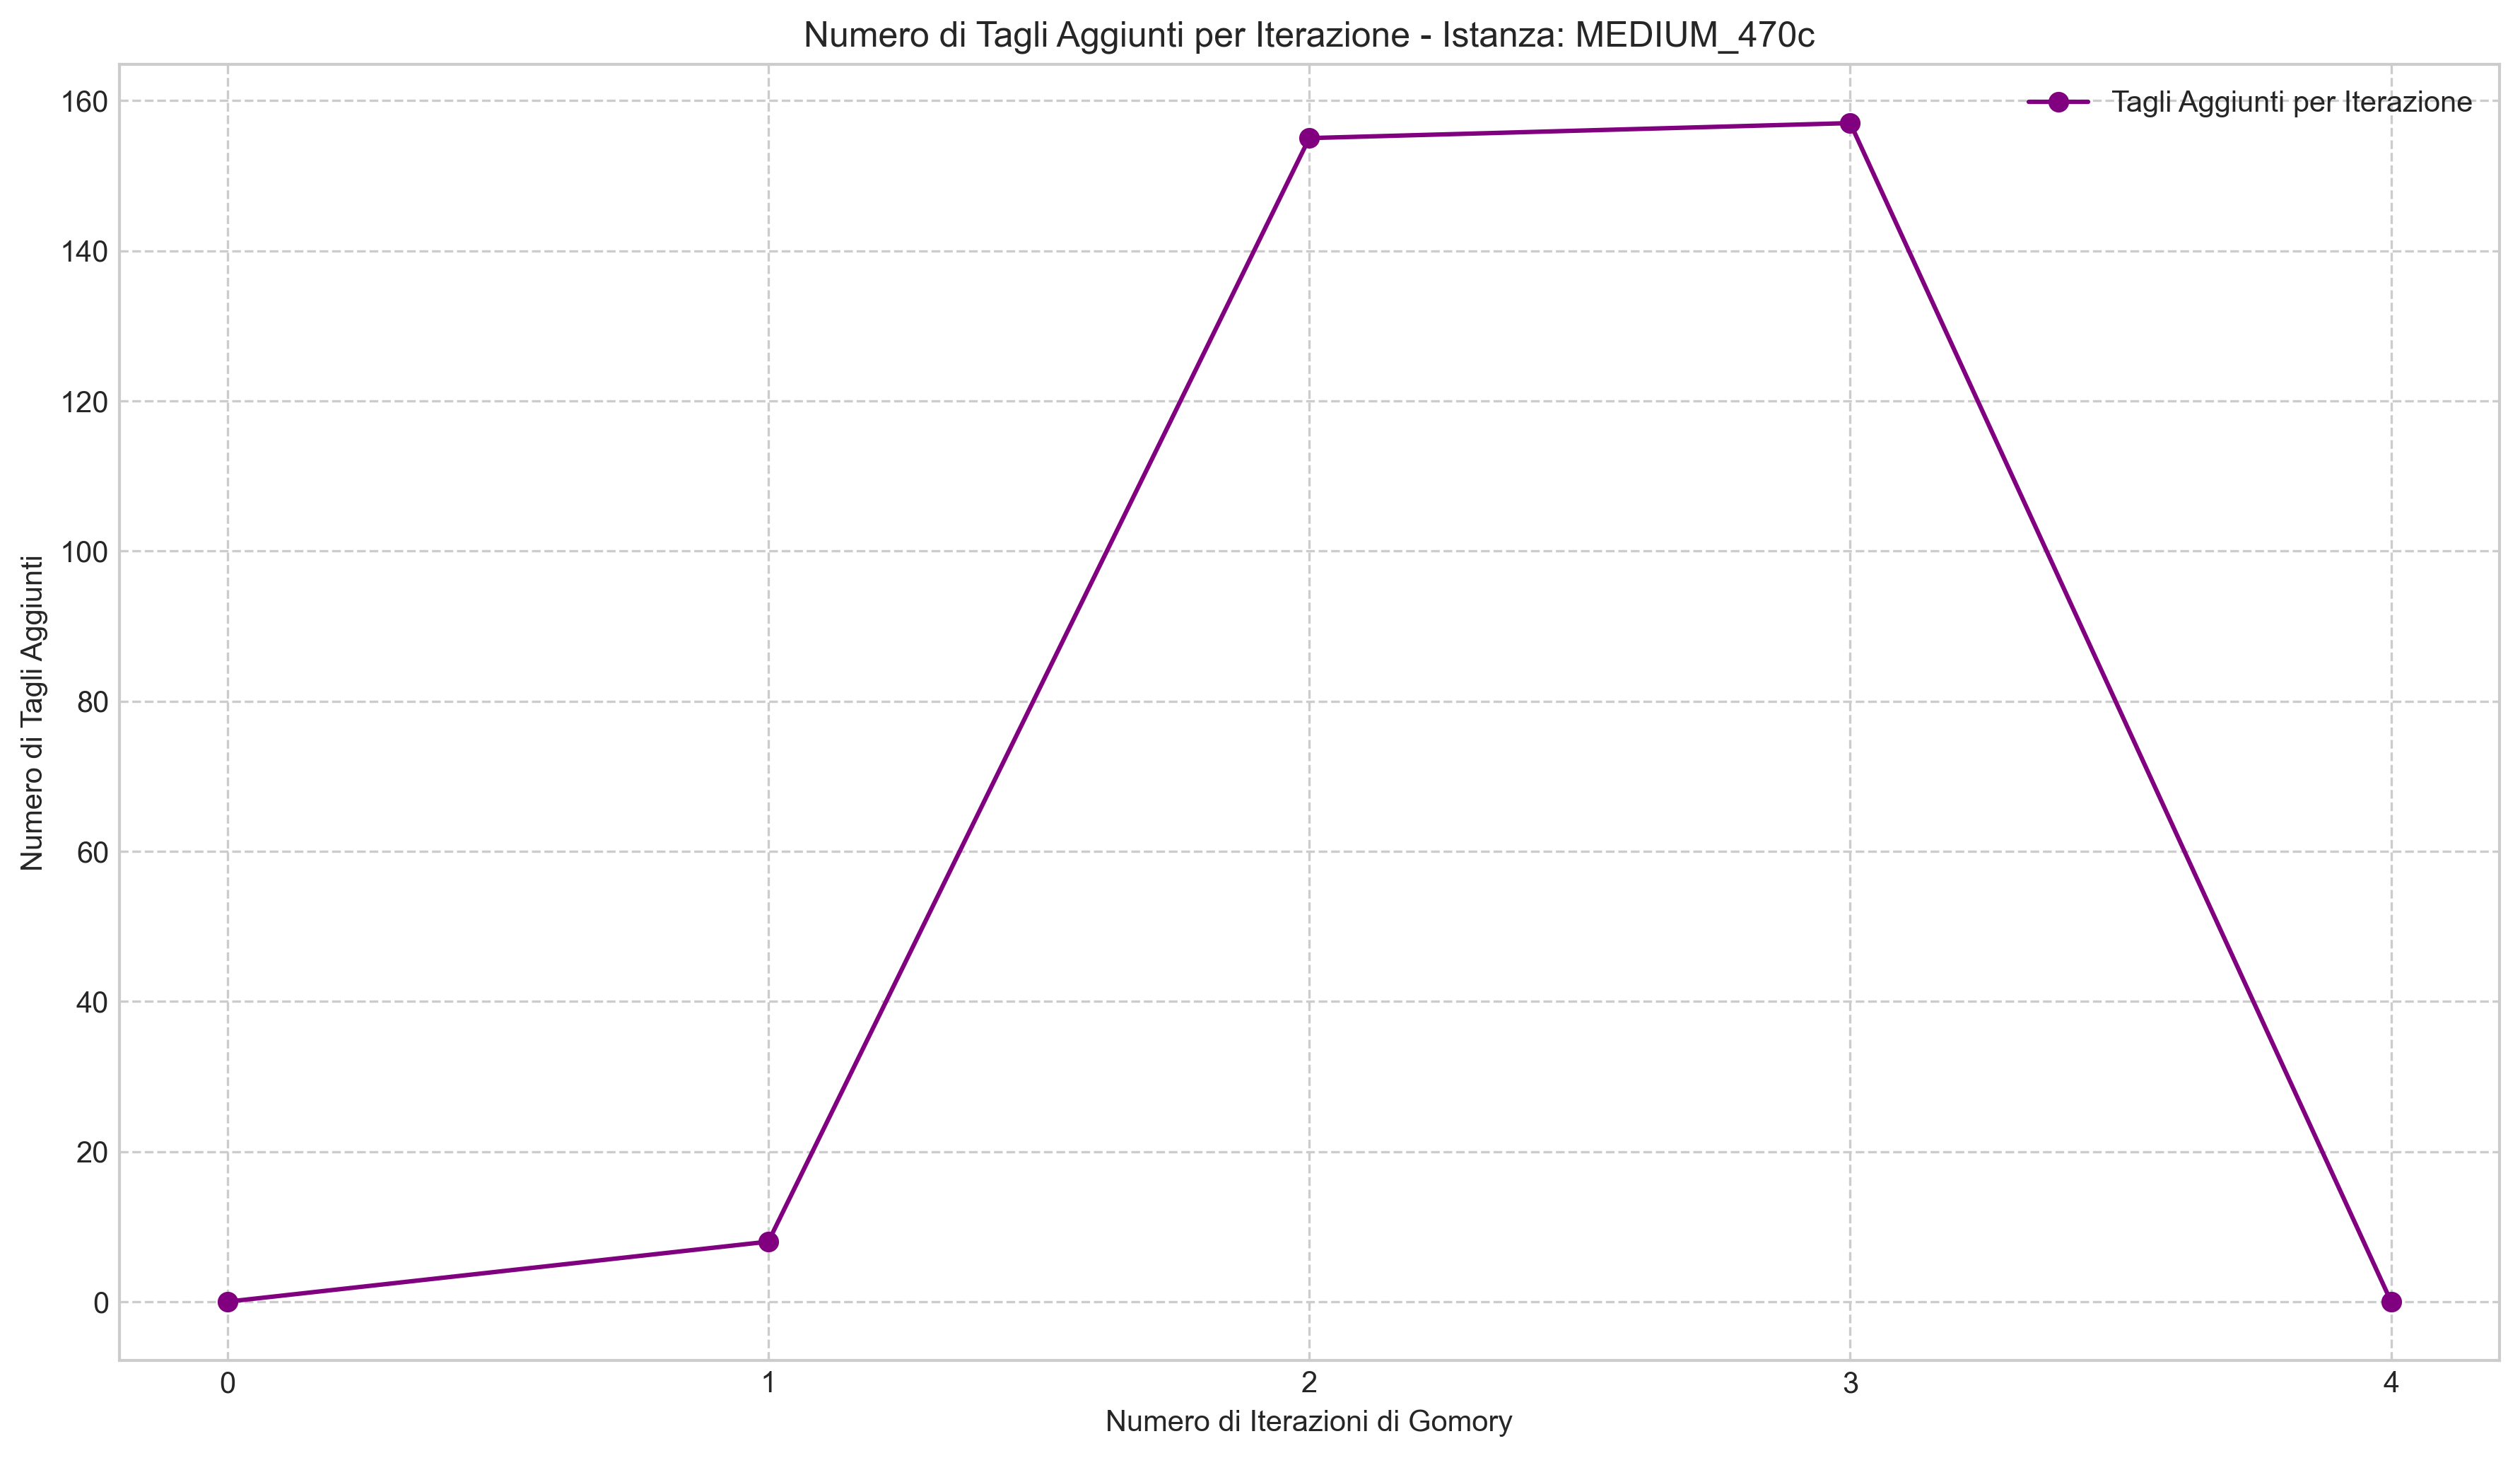 Numero di Tagli Aggiunti per Iterazione - Istanza: MEDIUM_470c
Tagli Aggiunti per Iterazione
Numero di Tagli Aggiunti
160
140
120
100
80
60
40
20
0
0 1 2 3 4
Numero di Iterazioni di Gomory